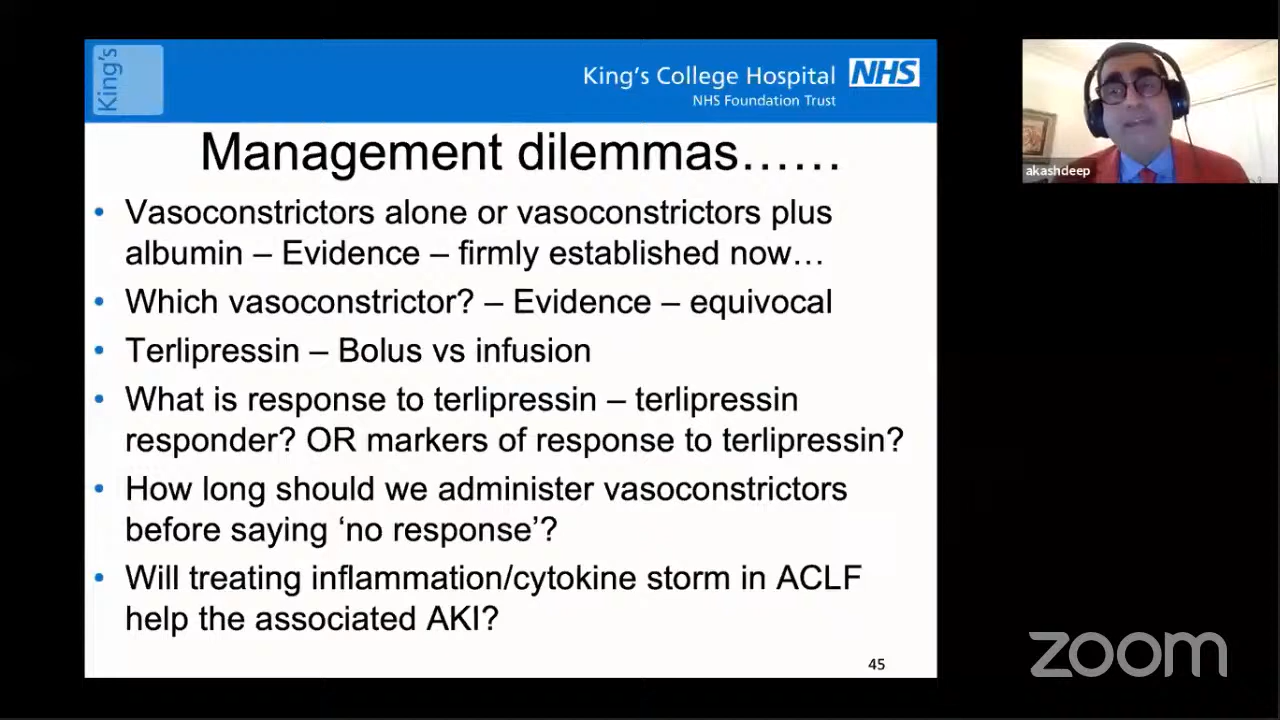 King's
King's College Hospital NHS
NHS Foundation Trust
Management dilemmas……
• Vasoconstrictors alone or vasoconstrictors plus
albumin – Evidence – firmly established now…
• Which vasoconstrictor? – Evidence – equivocal
• Terlipressin – Bolus vs infusion
• What is response to terlipressin – terlipressin
responder? OR markers of response to terlipressin?
• How long should we administer vasoconstrictors
before saying ‘no response’?
• Will treating inflammation/cytokine storm in ACLF
help the associated AKI?
45
akashdeep
zoom